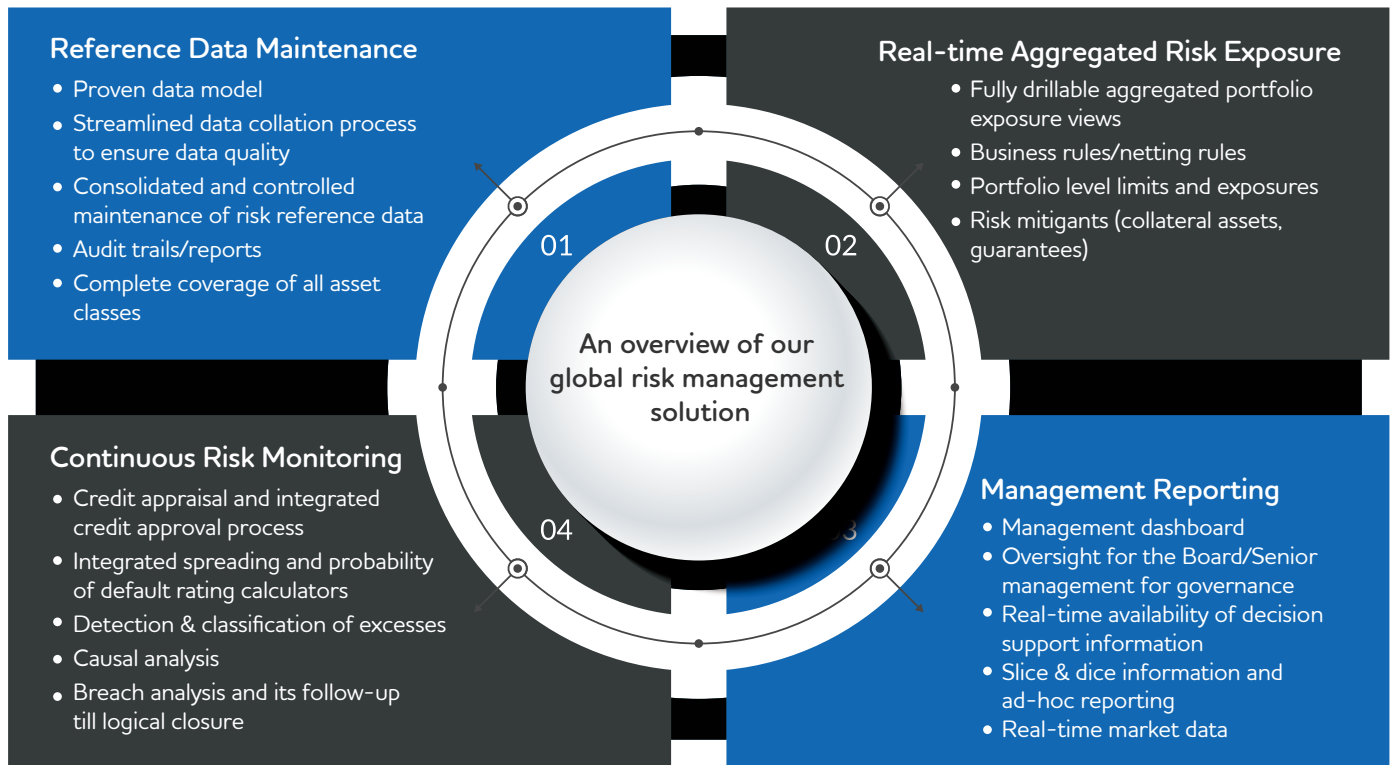 Reference Data Maintenance
• Proven data model
• Streamlined data collation process
to ensure data quality
• Consolidated and controlled
maintenance of risk reference data
• Audit trails/reports
• Complete coverage of all asset
classes
01
Real-time Aggregated Risk Exposure
• Fully drillable aggregated portfolio
exposure views
• Business rules/netting rules
• Portfolio level limits and exposures
• Risk mitigants (collateral assets,
guarantees)
02
An overview of our
global risk management
solution
Continuous Risk Monitoring
• Credit appraisal and integrated
credit approval process
• Integrated spreading and probability
of default rating calculators
• Detection & classification of excesses
• Causal analysis
• Breach analysis and its follow-up
till logical closure
04
03
Management Reporting
• Management dashboard
• Oversight for the Board/Senior
management for governance
• Real-time availability of decision
support information
• Slice & dice information and
ad-hoc reporting
• Real-time market data